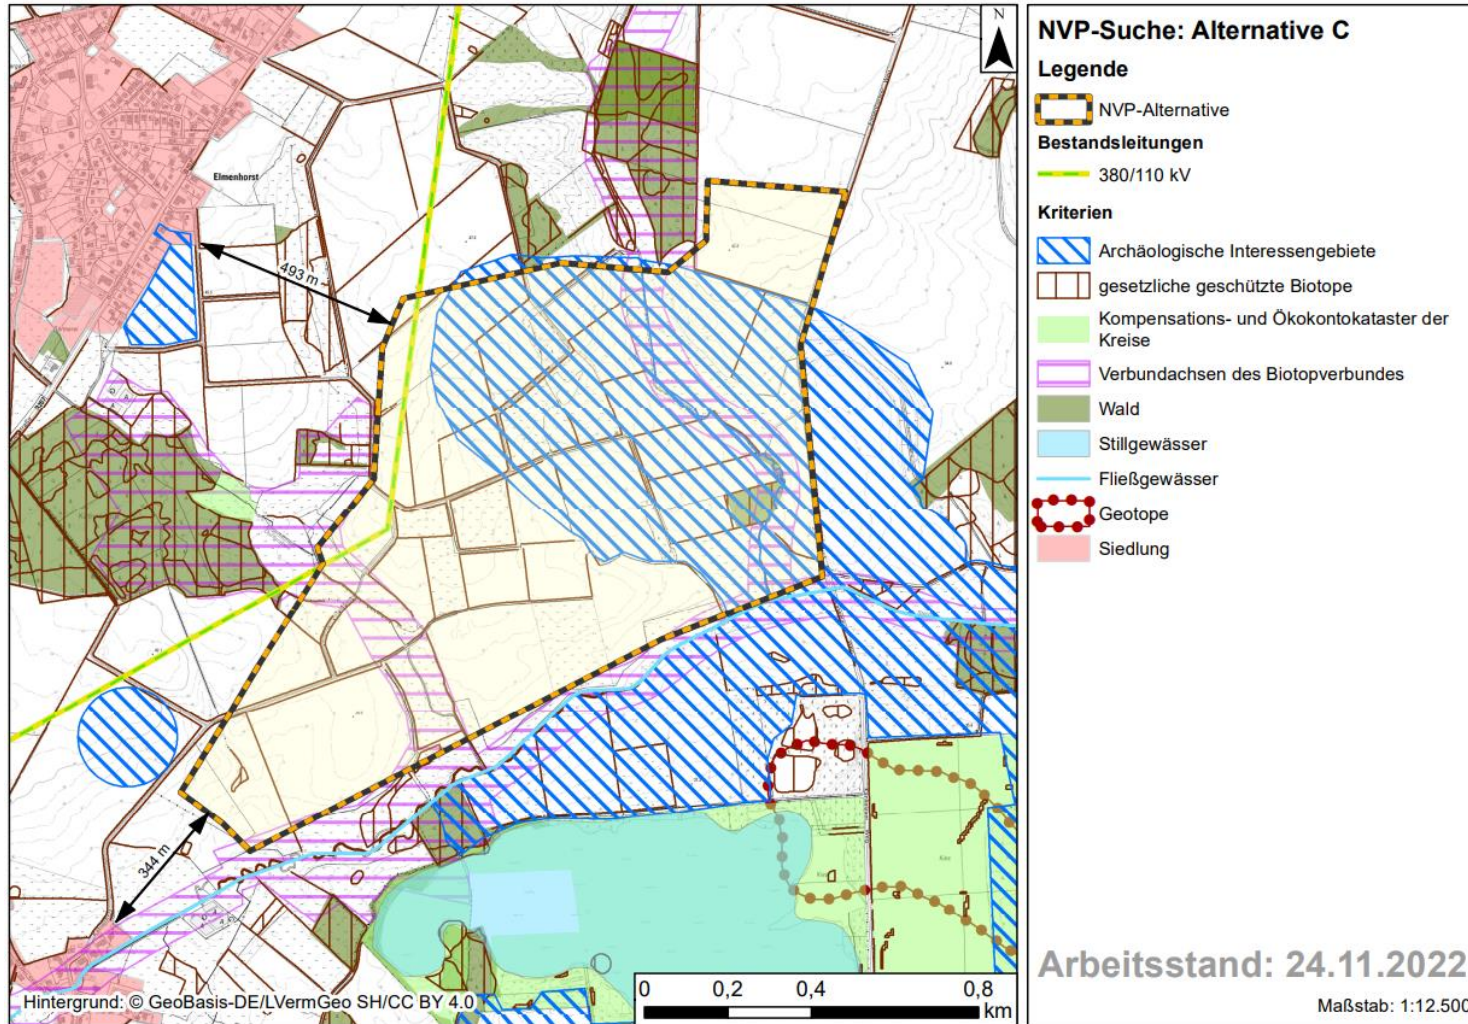 N
Elmenhorst
493 m
344 m
Kies
Hintergrund: © GeoBasis-DE/LVermGeo SH/CC BY 4.0
0 0,2 0,4 0,8
km
NVP-Suche: Alternative C
Legende
NVP-Alternative
Bestandsleitungen
380/110 kV
Kriterien
Archäologische Interessengebiete
gesetzliche geschützte Biotope
Kompensations- und Ökokontokataster der
Kreise
Verbundachsen des Biotopverbundes
Wald
Stillgewässer
Fließgewässer
Geotope
Siedlung
Arbeitsstand: 24.11.2022
Maßstab: 1:12.500